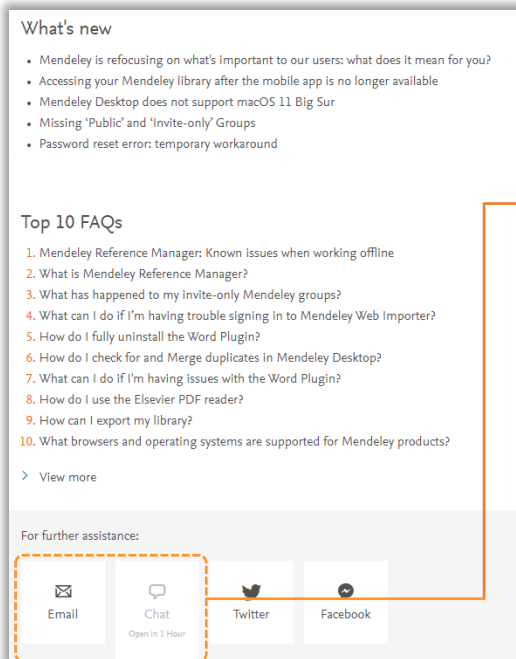 What's new
• Mendeley is refocusing on what's important to our users: what does it mean for you?
• Accessing your Mendeley library after the mobile app is no longer available
• Mendeley Desktop does not support macOS 11 Big Sur
• Missing ‘Public’ and ‘Invite-only’ Groups
• Password reset error: temporary workaround
Top 10 FAQs
1. Mendeley Reference Manager: Known issues when working offline
2. What is Mendeley Reference Manager?
3. What has happened to my invite-only Mendeley groups?
4. What can I do if I'm having trouble signing in to Mendeley Web Importer?
5. How do I fully uninstall the Word Plugin?
6. How do I check for and Merge duplicates in Mendeley Desktop?
7. What can I do if I'm having issues with the Word Plugin?
8. How do I use the Elsevier PDF reader?
9. How can I export my library?
10. What browsers and operating systems are supported for Mendeley products?
> View more
For further assistance:
Email Chat Twitter Facebook
Open in 1 Hour